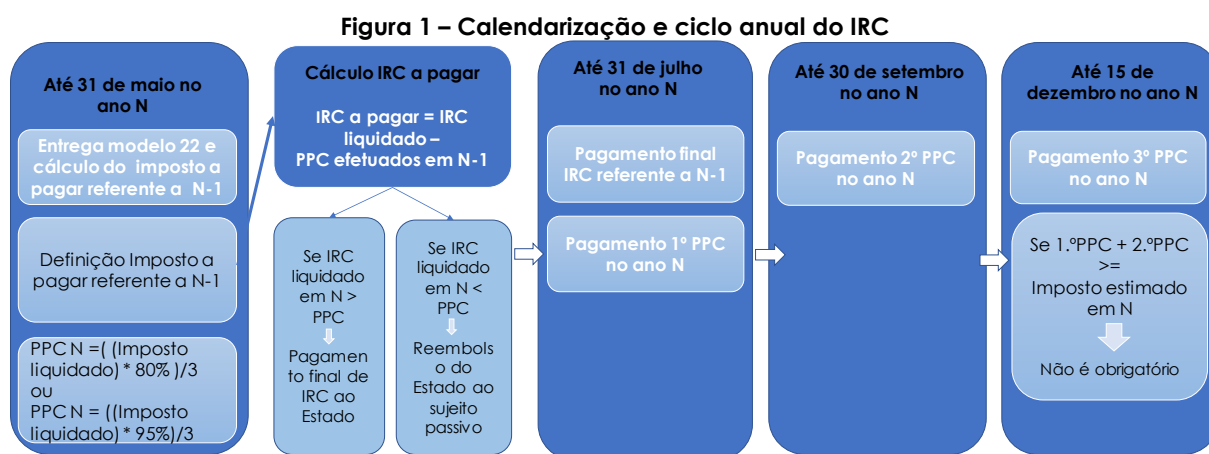 Figura 1 – Calendarização e ciclo anual do IRC
Até 31 de maio no
ano N
Entrega modelo 22 e
cálculo do imposto a
pagar referente a N-1
Definição Imposto a
pagar referente a N-1
PPC N =( (Imposto
liquidado) * 80% )/3
ou
PPC N = ((Imposto
liquidado) * 95%)/3
Cálculo IRC a pagar
IRC a pagar = IRC
liquidado –
PPC efetuados em N-1
Se IRC
liquidado
em N >
PPC
Pagamen
to final de
IRC ao
Estado
Se IRC
liquidado
em N <
PPC
Reembols
o do
Estado ao
sujeito
passivo
Até 31 de julho
no ano N
Pagamento final
IRC referente a N-1
Pagamento 1º PPC
no ano N
Até 30 de setembro
no ano N
Pagamento 2º PPC
no ano N
Até 15 de
dezembro no ano N
Pagamento 3º PPC
no ano N
Se 1.ºPPC + 2.ºPPC
>=
Imposto estimado
em N
Não é obrigatório